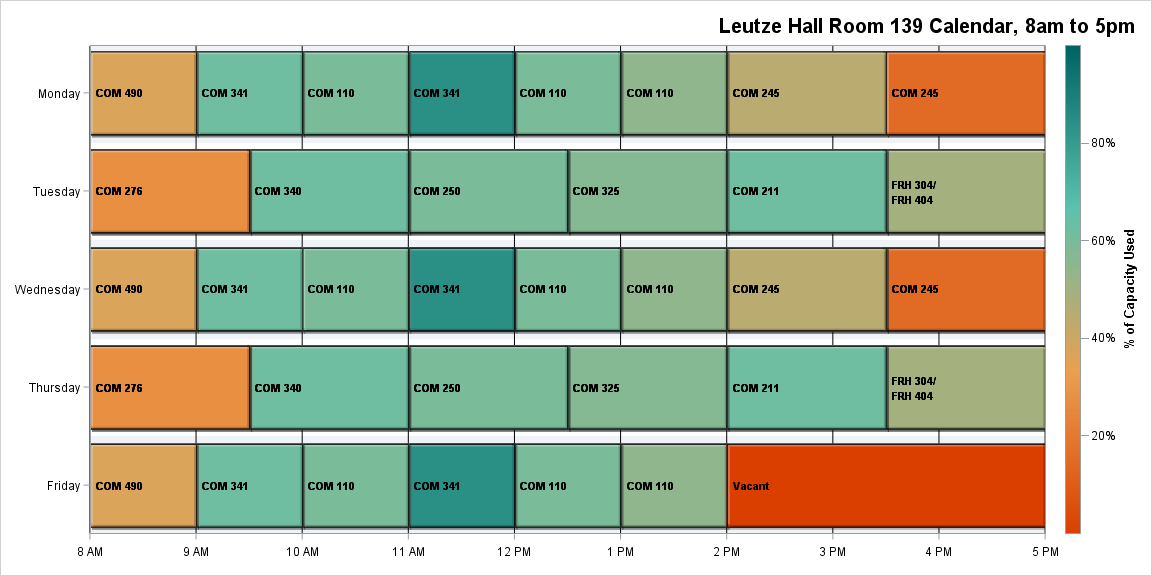 Leutze Hall Room 139 Calendar, 8am to 5pm
Monday
COM 490
COM 341
COM 110
COM 341
COM 110
COM 110
COM 245
COM 245
Tuesday
COM 276
COM 340
COM 250
COM 325
COM 211
FRH 304/
FRH 404
Wednesday
COM 490
COM 341
COM 110
COM 341
COM 110
COM 110
COM 245
COM 245
Thursday
COM 276
COM 340
COM 250
COM 325
COM 211
FRH 304/
FRH 404
Friday
COM 490
COM 341
COM 110
COM 341
COM 110
COM 110
Vacant
8 AM
9 AM
10 AM
11 AM
12 PM
1 PM
2 PM
3 PM
4 PM
5 PM
80%
60%
40%
20%
% of Capacity Used